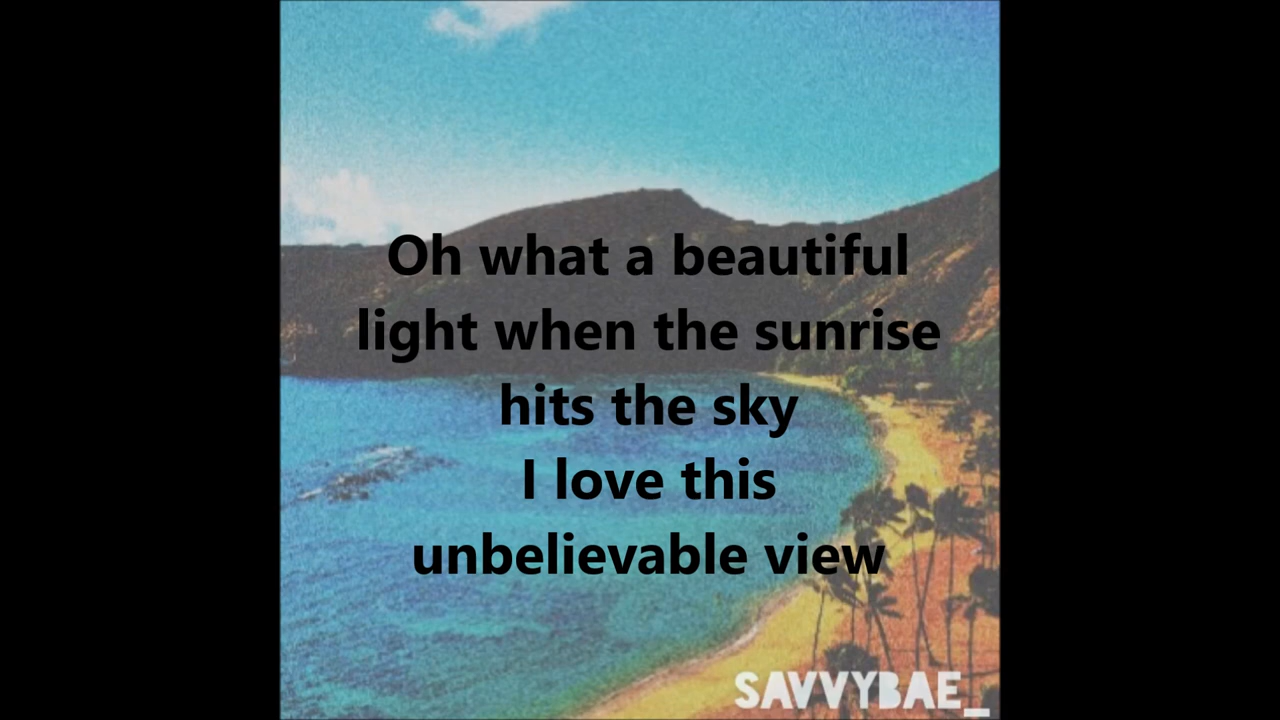 Oh what a beautiful
light when the sunrise
hits the sky
I love this
unbelievable view
SAVVYBAE_